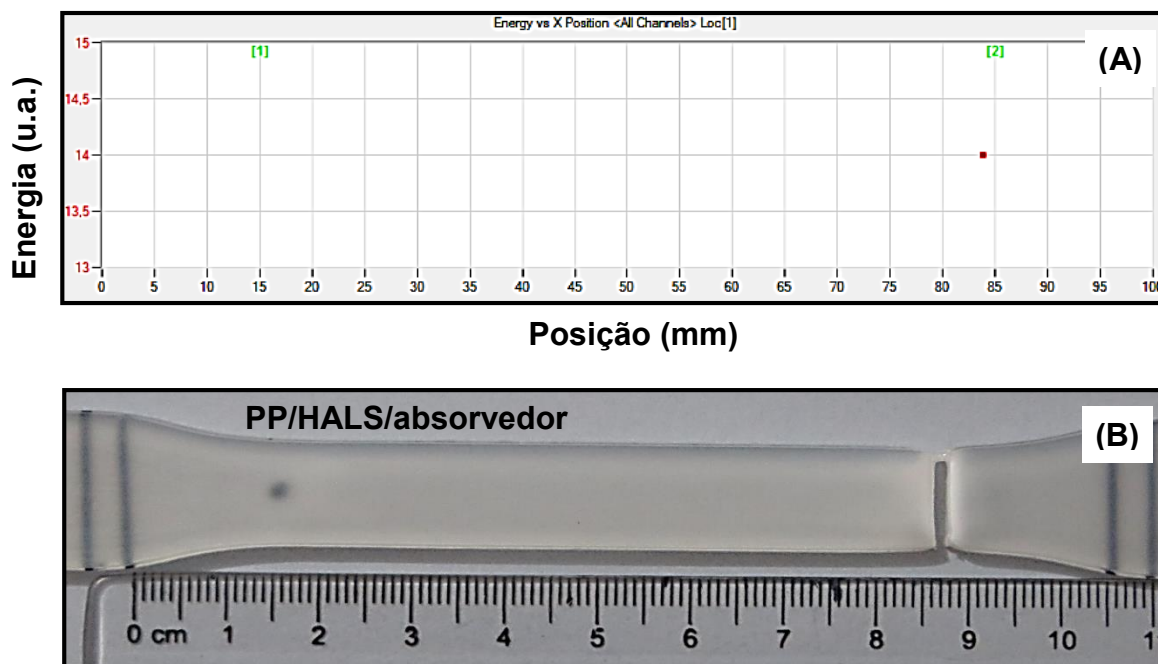 Energy vs X Position <All Channels> Loc[1]
(A)
[1] [2]
Energia (u.a.)
15
14,5
14
13,5
13
0 5 10 15 20 25 30 35 40 45 50 55 60 65 70 75 80 85 90 95 100
Posição (mm)
PP/HALS/absorvedor
(B)
0 cm 1 2 3 4 5 6 7 8 9 10